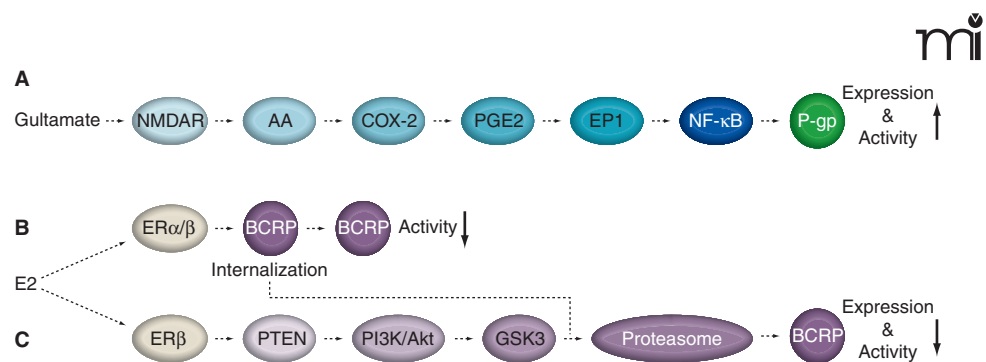 mi
A
Gultamate NMDAR AA COX-2 PGE2 EP1 NF-κB P-gp Expression & Activity
B
ERα/β BCRP BCRP Activity
Internalization
E2
C
ERβ PTEN PI3K/Akt GSK3 Proteasome BCRP Expression & Activity